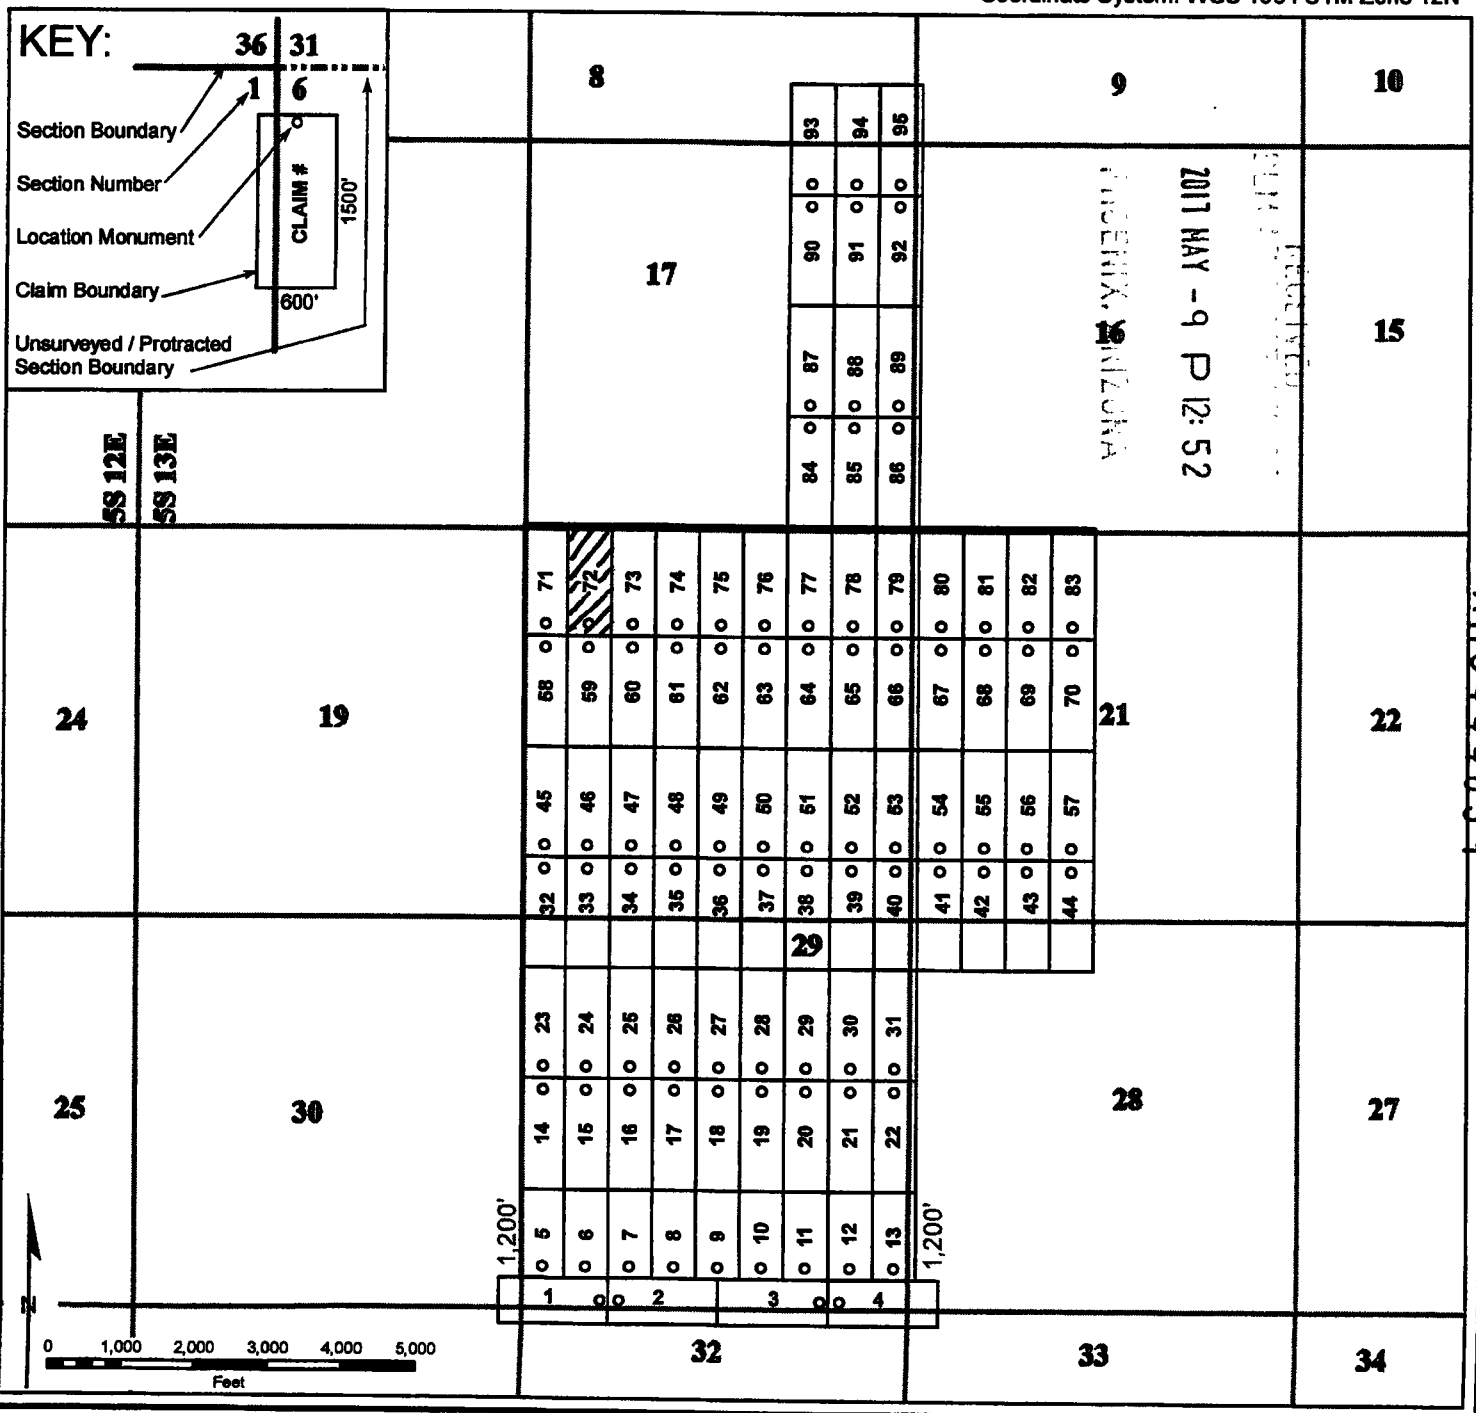 KEY:
36 31
1 6
Section Boundary
Section Number
Location Monument
Claim Boundary
Unsurveyed / Protracted
Section Boundary
CLAIM #
1500'
600'
8 9 10
93 94 95
17 16 15
90 91 92
87 88 89
84 85 86
2017 MAY -9 P 12:52
PHOENIX, ARIZONA
5S 12E
5S 13E
71 72 73 74 75 76 77 78 79 80 81 82 83
58 59 60 61 62 63 64 65 66 67 68 69 70
24 19 21 22
45 46 47 48 49 50 51 52 53 54 55 56 57
32 33 34 35 36 37 38 39 40 41 42 43 44
29
23 24 25 26 27 28 29 30 31
25 30 28 27
14 15 16 17 18 19 20 21 22
1,200' 5 6 7 8 9 10 11 12 13 1,200'
1 2 3 4
N
32 33 34
0 1,000 2,000 3,000 4,000 5,000
Feet